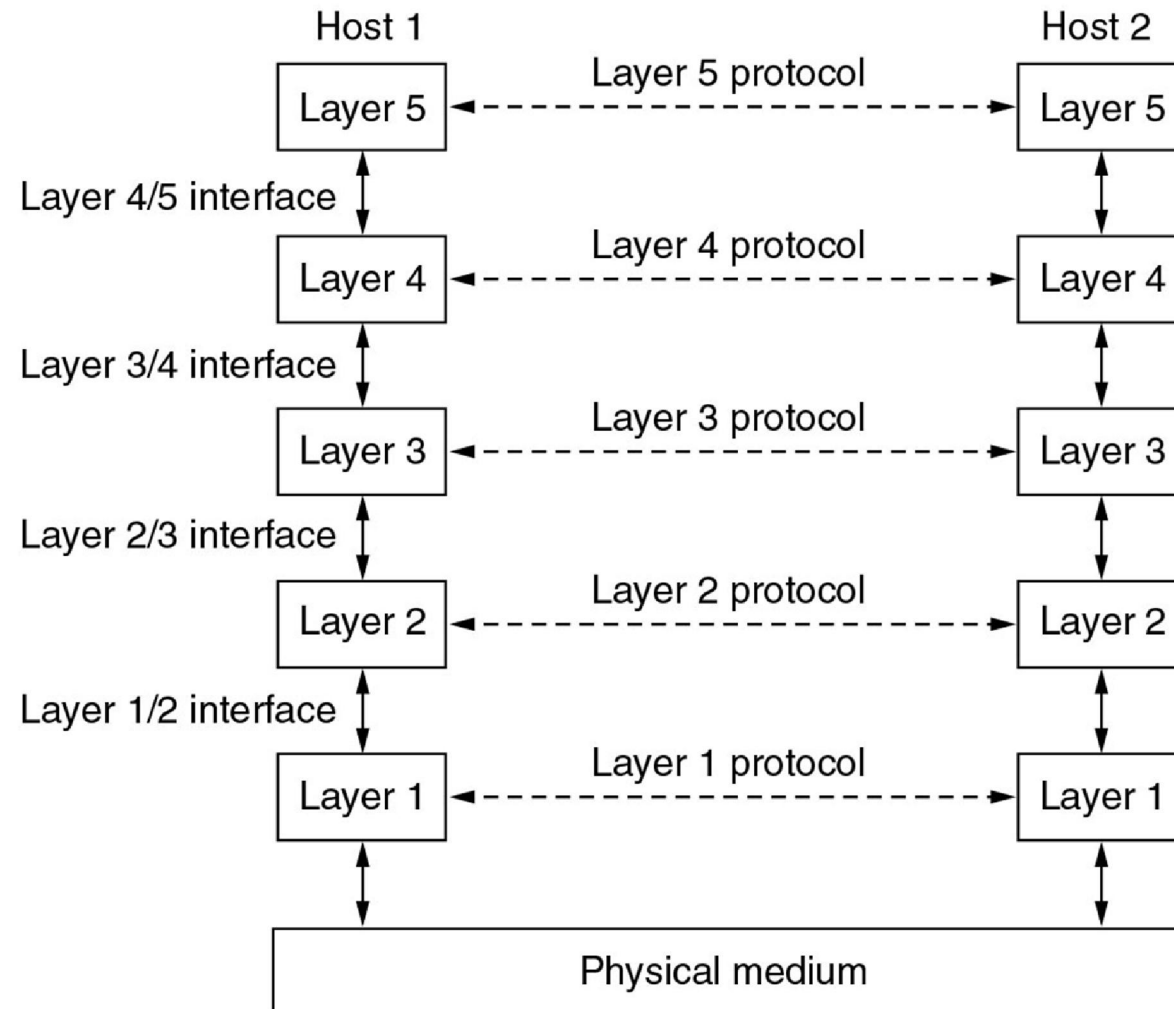 Host 1
Host 2
Layer 5 protocol
Layer 5
Layer 5
Layer 4/5 interface
Layer 4 protocol
Layer 4
Layer 4
Layer 3/4 interface
Layer 3 protocol
Layer 3
Layer 3
Layer 2/3 interface
Layer 2 protocol
Layer 2
Layer 2
Layer 1/2 interface
Layer 1 protocol
Layer 1
Layer 1
Physical medium